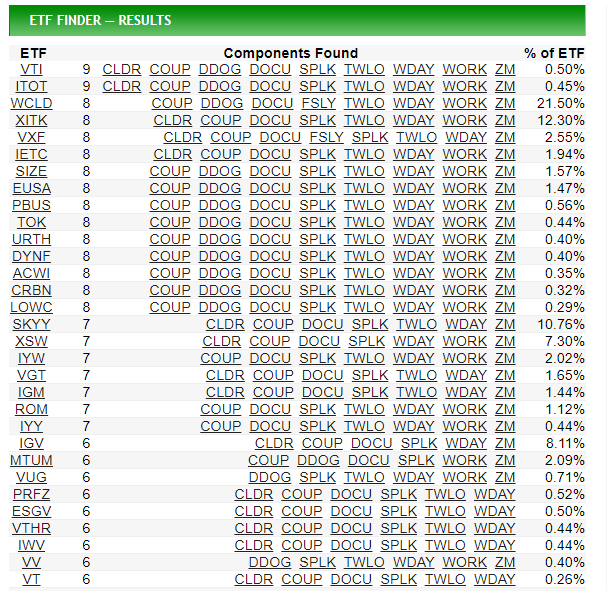 ETF FINDER — RESULTS
ETF Components Found % of ETF
VTI 9 CLDR COUP DDOG DOCU SPLK TWLO WDAY WORK ZM 0.50%
ITOT 9 CLDR COUP DDOG DOCU SPLK TWLO WDAY WORK ZM 0.45%
WCLD 8 COUP DDOG DOCU FSLY TWLO WDAY WORK ZM 21.50%
XITK 8 CLDR COUP DOCU SPLK TWLO WDAY WORK ZM 12.30%
VXF 8 CLDR COUP DOCU FSLY SPLK TWLO WDAY ZM 2.55%
IETC 8 CLDR COUP DOCU SPLK TWLO WDAY WORK ZM 1.94%
SIZE 8 COUP DDOG DOCU SPLK TWLO WDAY WORK ZM 1.57%
EUSA 8 COUP DDOG DOCU SPLK TWLO WDAY WORK ZM 1.47%
PBUS 8 COUP DDOG DOCU SPLK TWLO WDAY WORK ZM 0.56%
TOK 8 COUP DDOG DOCU SPLK TWLO WDAY WORK ZM 0.44%
URTH 8 COUP DDOG DOCU SPLK TWLO WDAY WORK ZM 0.40%
DYNF 8 COUP DDOG DOCU SPLK TWLO WDAY WORK ZM 0.40%
ACWI 8 COUP DDOG DOCU SPLK TWLO WDAY WORK ZM 0.35%
CRBN 8 COUP DDOG DOCU SPLK TWLO WDAY WORK ZM 0.32%
LOWC 8 COUP DDOG DOCU SPLK TWLO WDAY WORK ZM 0.29%
SKYY 7 CLDR COUP DOCU SPLK TWLO WDAY ZM 10.76%
XSW 7 CLDR COUP DOCU SPLK WDAY WORK ZM 7.30%
IYW 7 COUP DOCU SPLK TWLO WDAY WORK ZM 2.02%
VGT 7 CLDR COUP DOCU SPLK TWLO WDAY ZM 1.65%
IGM 7 CLDR COUP DOCU SPLK TWLO WDAY ZM 1.44%
ROM 7 COUP DOCU SPLK TWLO WDAY WORK ZM 1.12%
IYY 7 COUP DOCU SPLK TWLO WDAY WORK ZM 0.44%
IGV 6 CLDR COUP DOCU SPLK WDAY ZM 8.11%
MTUM 6 COUP DDOG DOCU SPLK WORK ZM 2.09%
VUG 6 DDOG SPLK TWLO WDAY WORK ZM 0.71%
PRFZ 6 CLDR COUP DOCU SPLK TWLO WDAY 0.52%
ESGV 6 CLDR COUP DOCU SPLK TWLO WDAY 0.50%
VTHR 6 CLDR COUP DOCU SPLK TWLO WDAY 0.44%
IWV 6 CLDR COUP DOCU SPLK TWLO WDAY 0.44%
VV 6 DDOG SPLK TWLO WDAY WORK ZM 0.40%
VT 6 CLDR COUP DOCU SPLK TWLO WDAY 0.26%